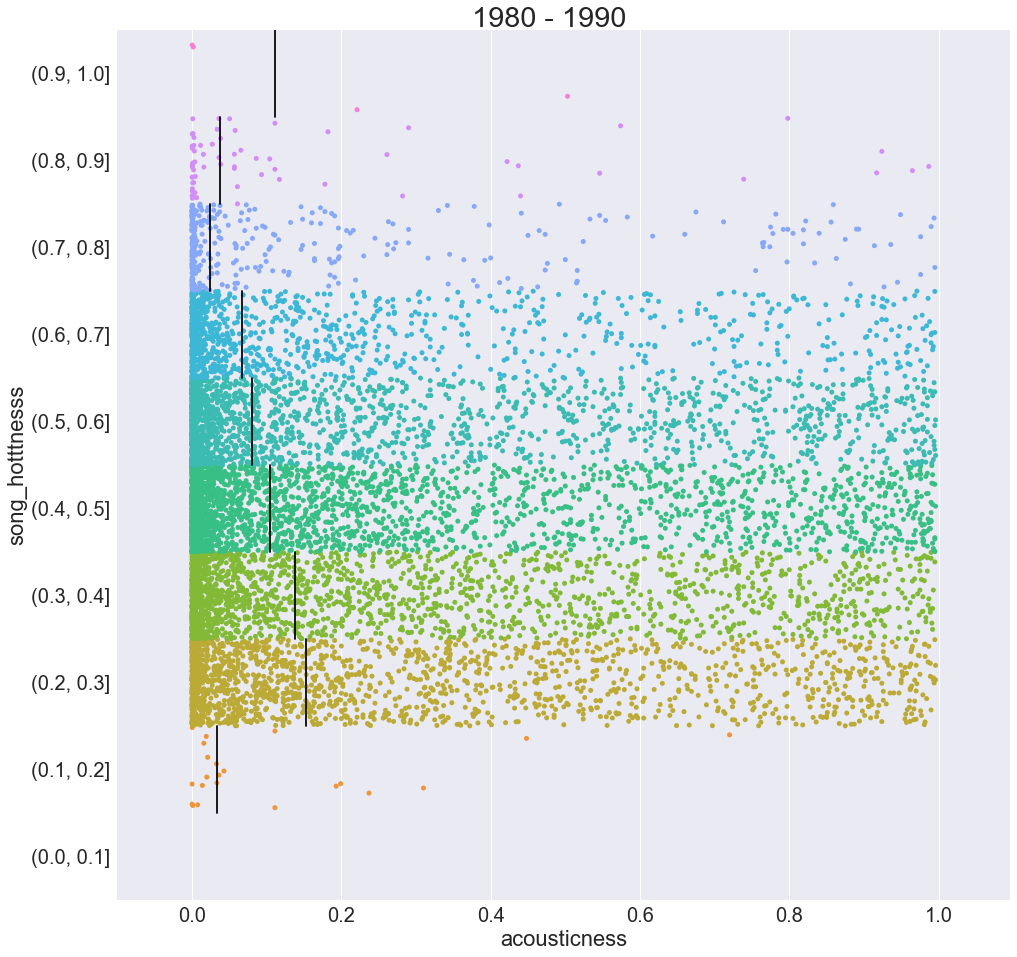 1980 - 1990
song_hotttnesss
(0.9, 1.0]
(0.8, 0.9]
(0.7, 0.8]
(0.6, 0.7]
(0.5, 0.6]
(0.4, 0.5]
(0.3, 0.4]
(0.2, 0.3]
(0.1, 0.2]
(0.0, 0.1]
0.0 0.2 0.4 0.6 0.8 1.0
acousticness